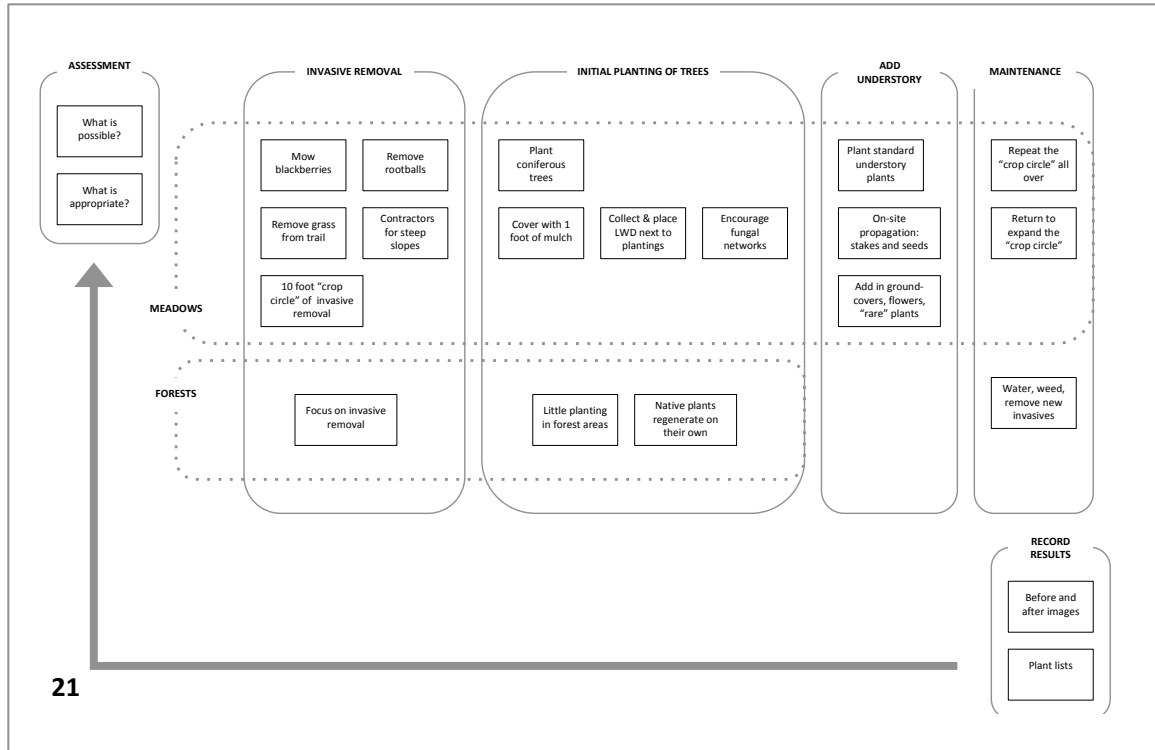 ASSESSMENT
What is
possible?
What is
appropriate?
INVASIVE REMOVAL
Mow
blackberries
Remove
rootballs
Remove grass
from trail
Contractors
for steep
slopes
10 foot “crop
circle” of invasive
removal
Focus on invasive
removal
INITIAL PLANTING OF TREES
Plant
coniferous
trees
Cover with 1
foot of mulch
Collect & place
LWD next to
plantings
Encourage
fungal
networks
Little planting
in forest areas
Native plants
regenerate on
their own
ADD
UNDERSTORY
Plant standard
understory
plants
On-site
propagation:
stakes and seeds
Add in ground-
covers, flowers,
“rare” plants
MAINTENANCE
Repeat the
“crop circle” all
over
Return to
expand the
“crop circle”
Water, weed,
remove new
invasives
MEADOWS
FORESTS
RECORD
RESULTS
Before and
after images
Plant lists
21